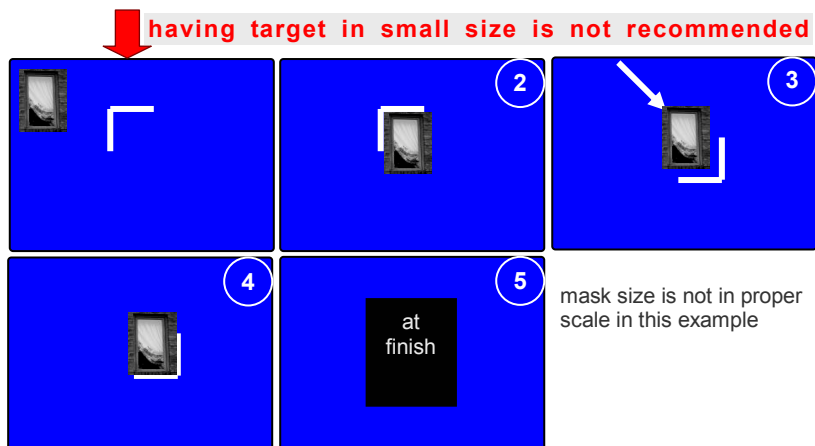 having target in small size is not recommended
2
3
4
5
at
finish
mask size is not in proper
scale in this example